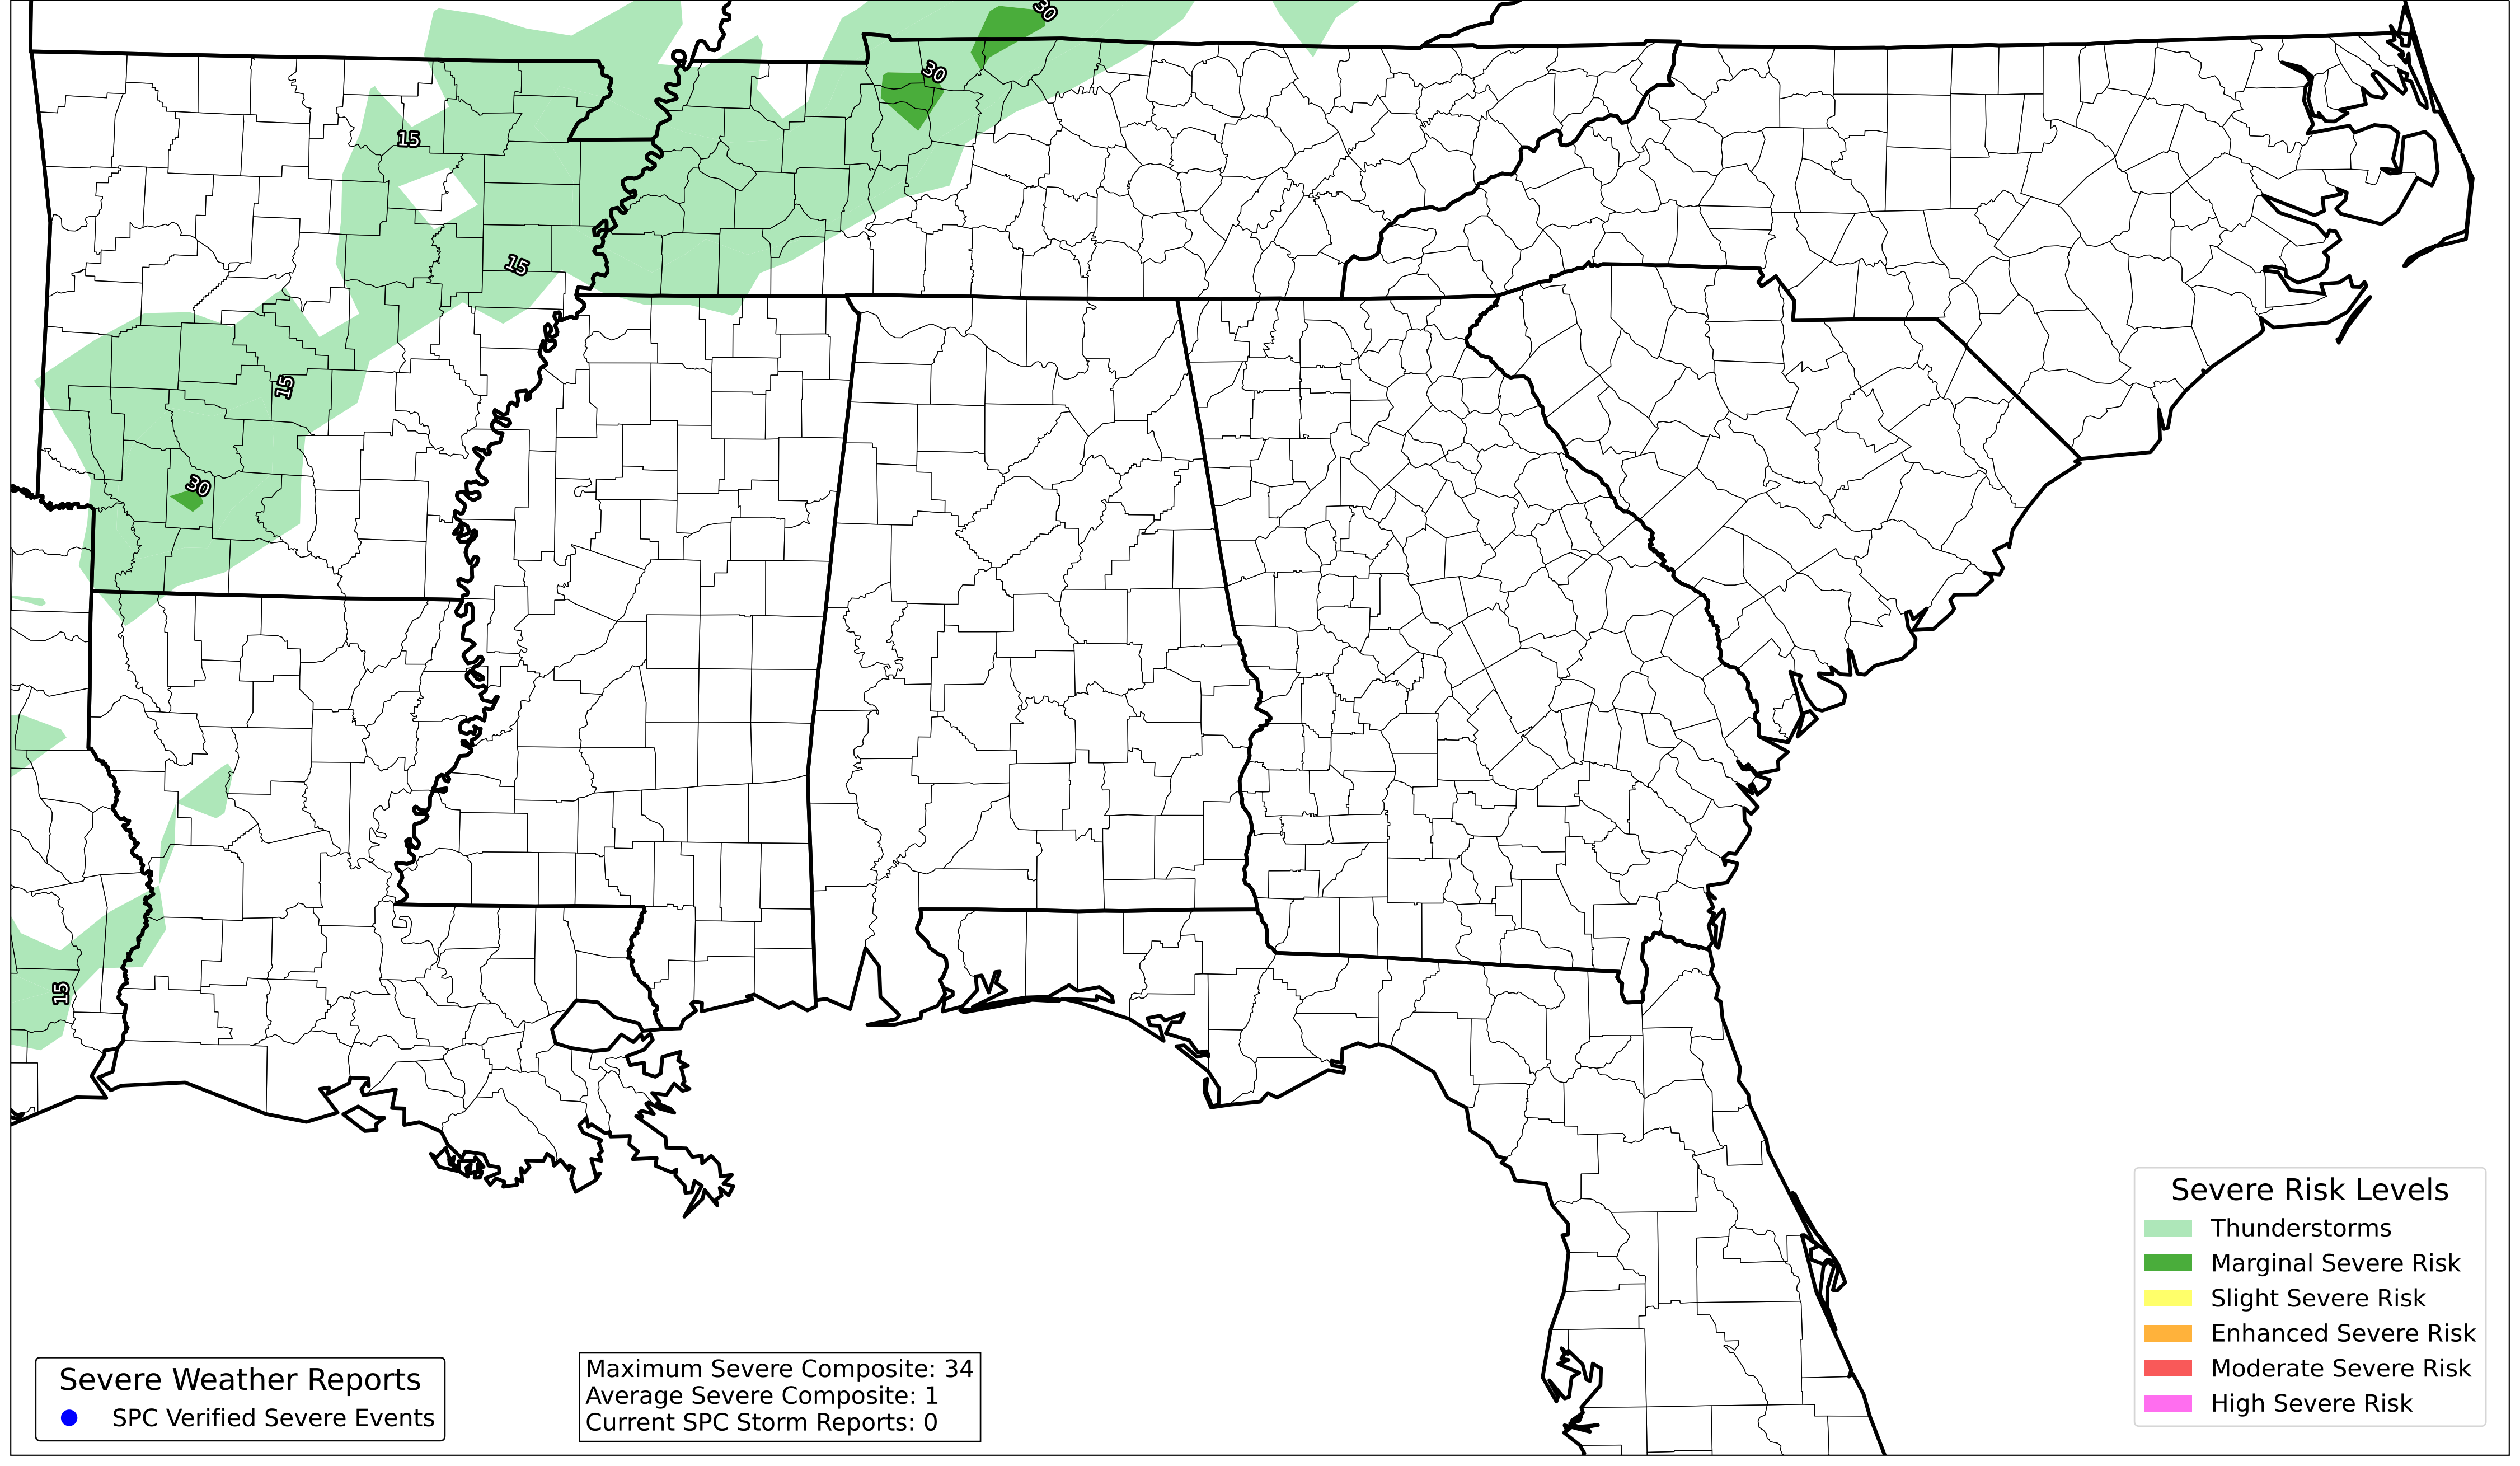 30
30
15
15
15
30
15
Severe Risk Levels
Thunderstorms
Marginal Severe Risk
Slight Severe Risk
Enhanced Severe Risk
Moderate Severe Risk
High Severe Risk
Severe Weather Reports
SPC Verified Severe Events
Maximum Severe Composite: 34
Average Severe Composite: 1
Current SPC Storm Reports: 0